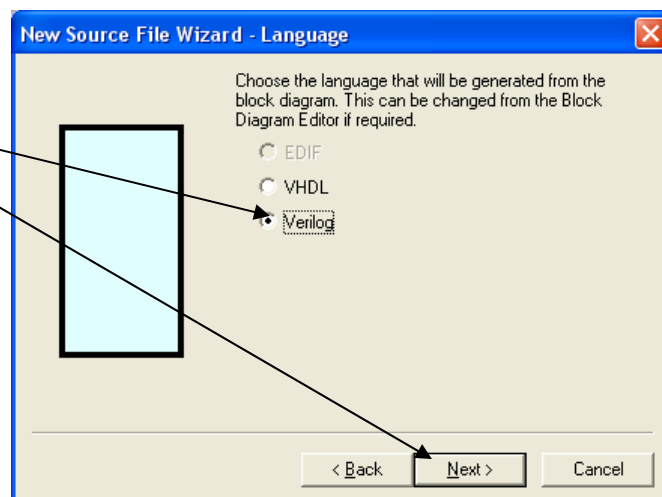 New Source File Wizard - Language
Choose the language that will be generated from the
block diagram. This can be changed from the Block
Diagram Editor if required.
EDIF
VHDL
Verilog
< Back
Next >
Cancel